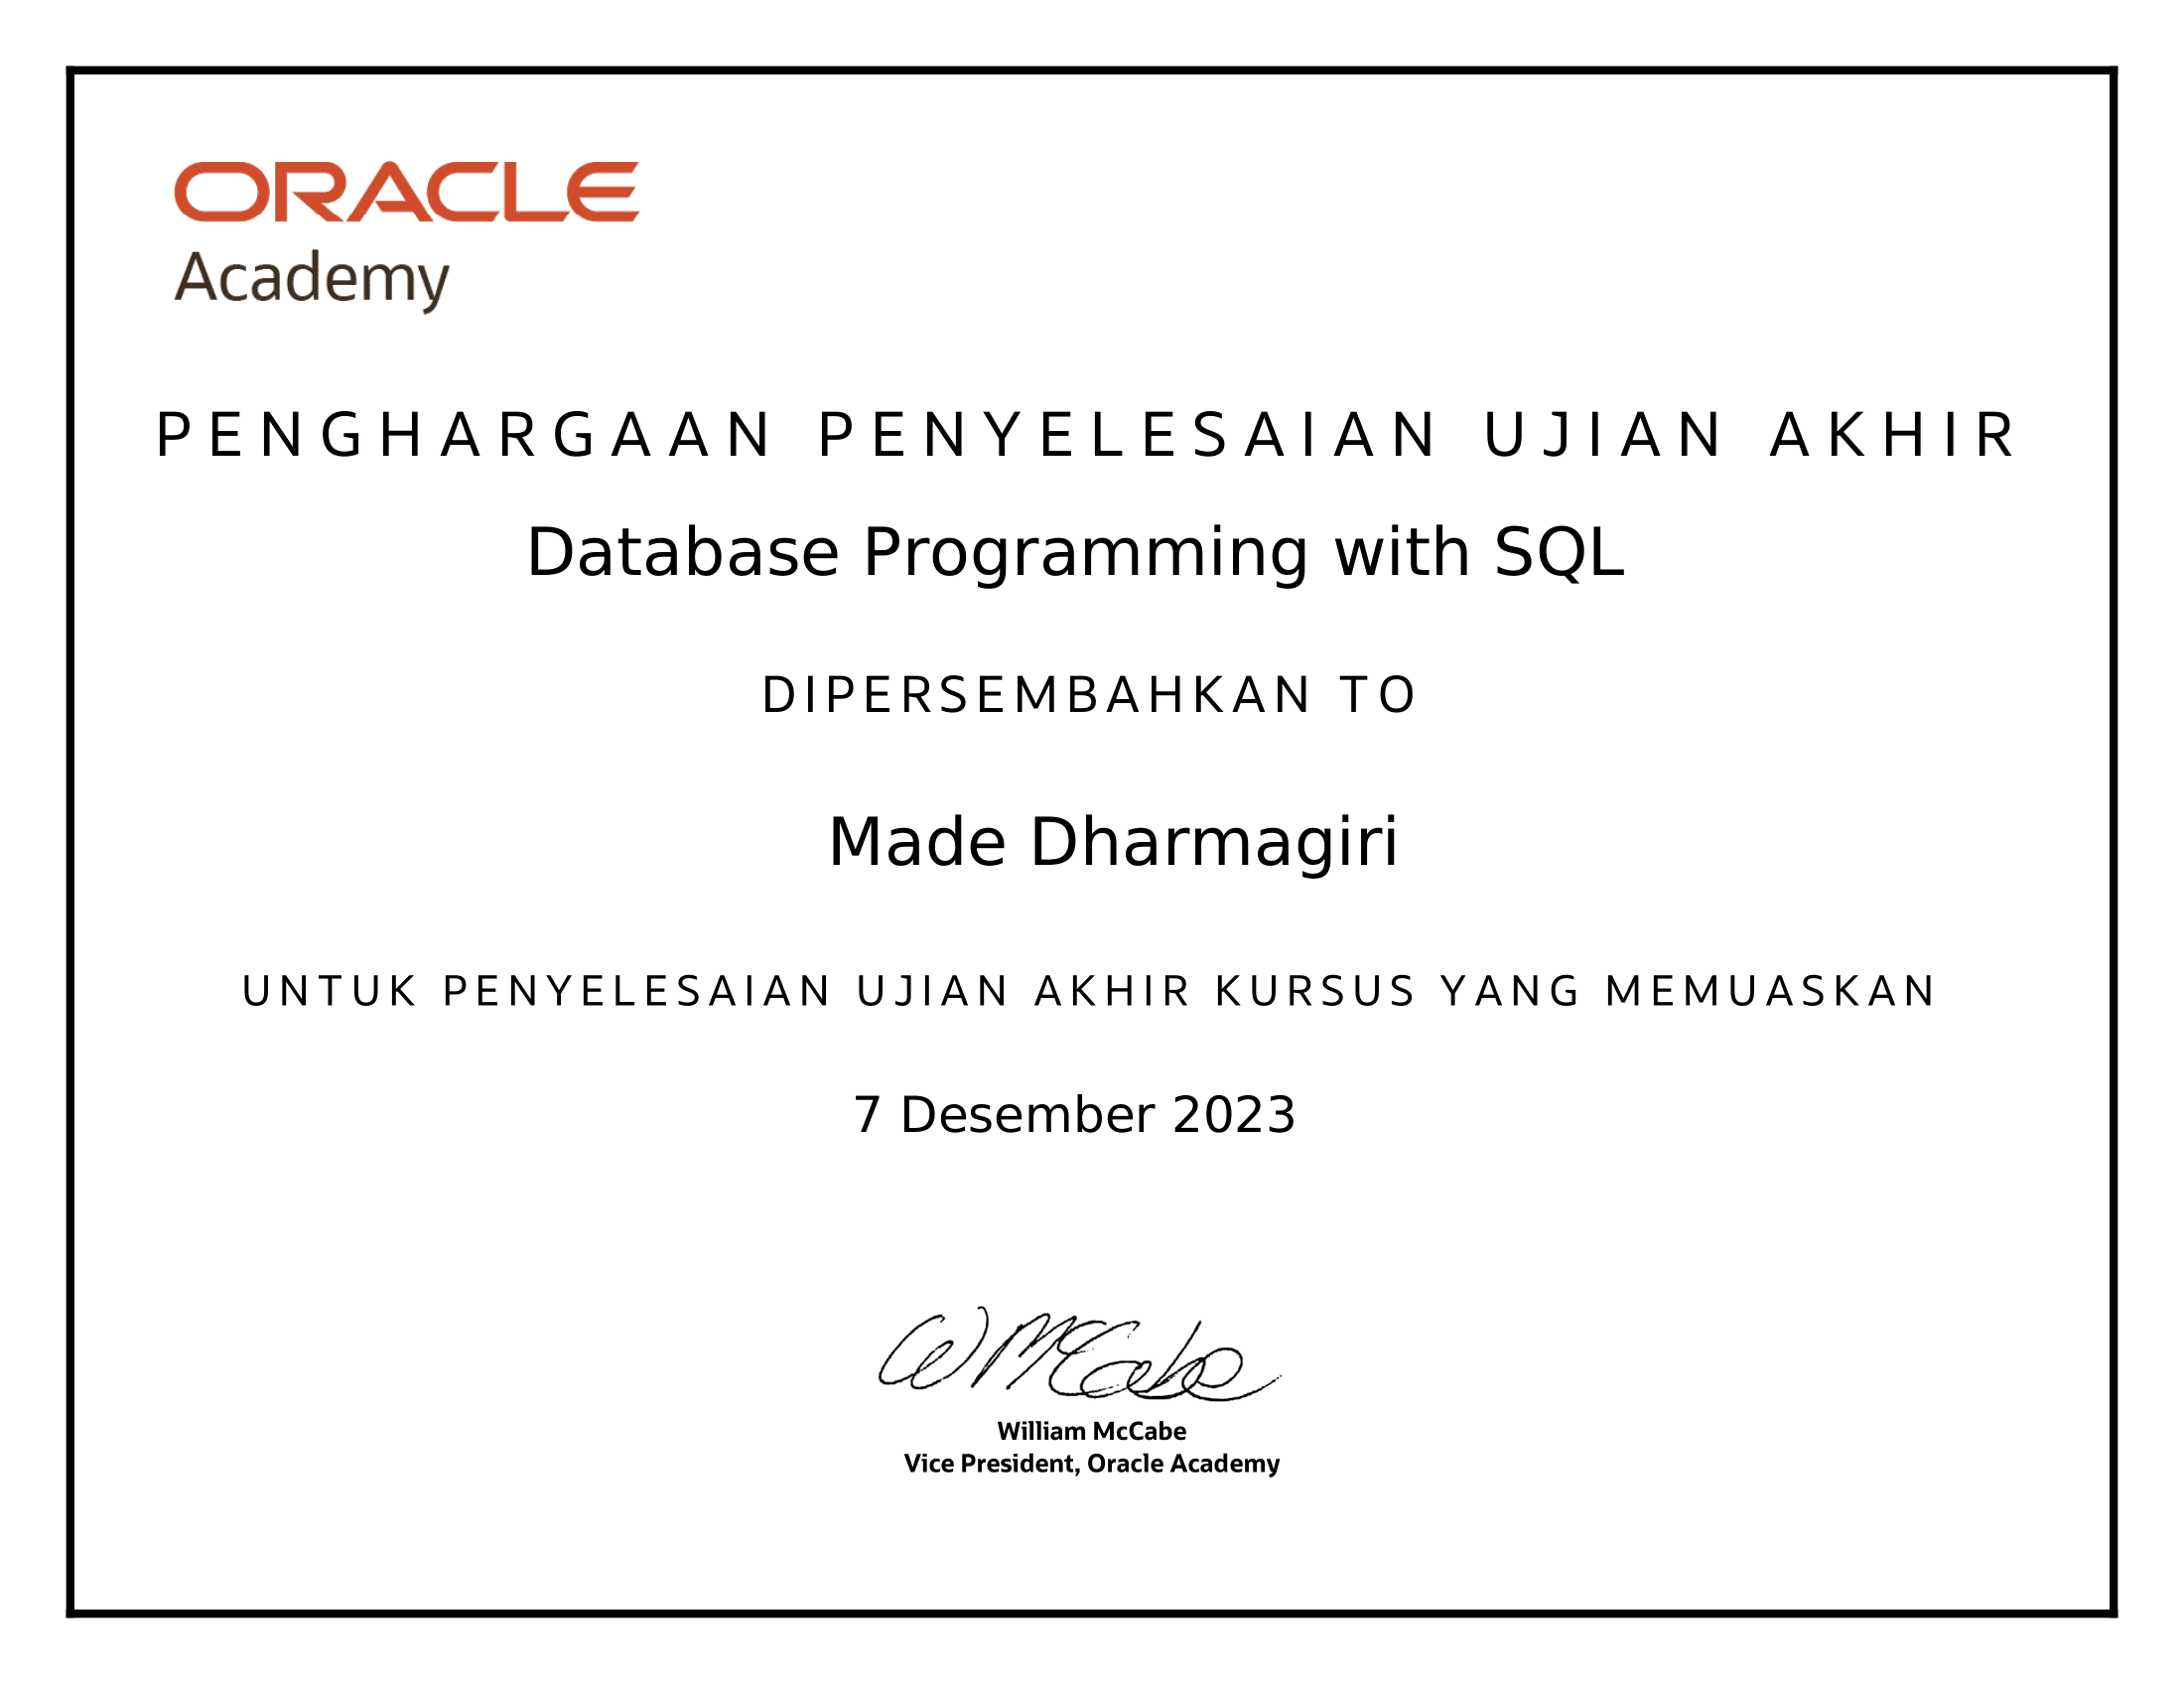 ORACLE
Academy
PENGHARGAAN PENYELESAIAN UJIAN AKHIR
Database Programming with SQL
DIPERSEMBAHKAN TO
Made Dharmagiri
UNTUK PENYELESAIAN UJIAN AKHIR KURSUS YANG MEMUASKAN
7 Desember 2023
W McCabe
William McCabe
Vice President, Oracle Academy